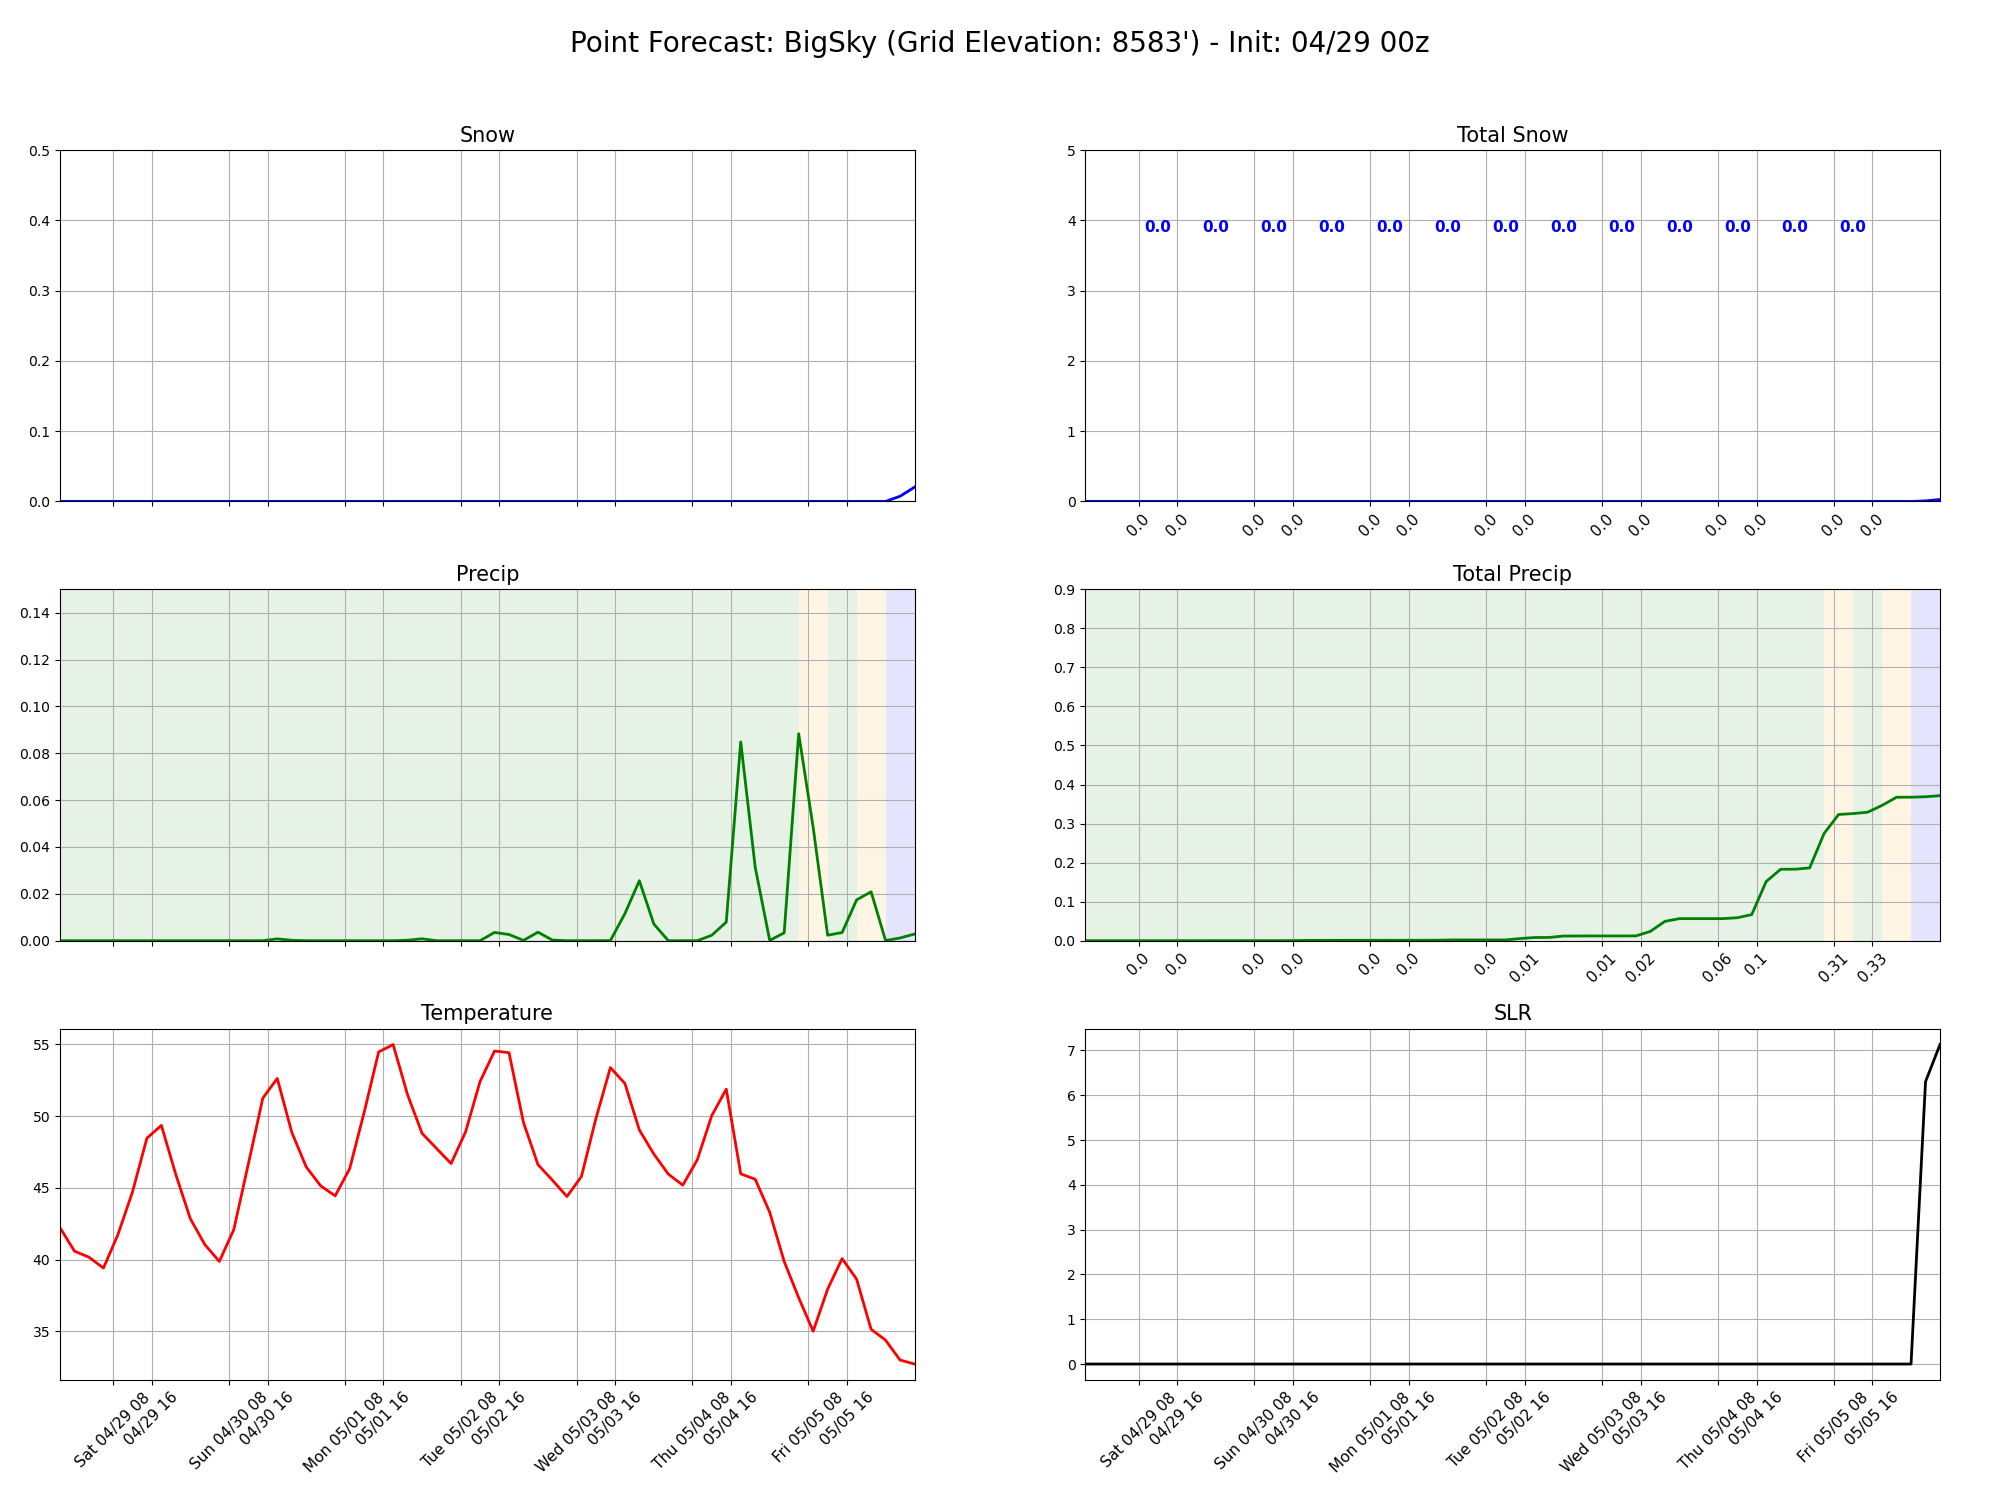 Point Forecast: BigSky (Grid Elevation: 8583') - Init: 04/29 00z
Snow
0.5
0.4
0.3
0.2
0.1
0.0
Total Snow
5
4
3
2
1
0
0.0 0.0 0.0 0.0 0.0 0.0 0.0 0.0 0.0 0.0 0.0 0.0 0.0
0.0 0.0 0.0 0.0 0.0 0.0 0.0 0.0 0.0 0.0 0.0 0.0 0.0 0.0
Precip
0.14
0.12
0.10
0.08
0.06
0.04
0.02
0.00
Total Precip
0.9
0.8
0.7
0.6
0.5
0.4
0.3
0.2
0.1
0.0
0.0 0.0 0.0 0.0 0.0 0.0 0.0 0.01 0.01 0.02 0.06 0.1 0.31 0.33
Temperature
55
50
45
40
35
Sat 04/29 08
04/29 16
Sun 04/30 08
04/30 16
Mon 05/01 08
05/01 16
Tue 05/02 08
05/02 16
Wed 05/03 08
05/03 16
Thu 05/04 08
05/04 16
Fri 05/05 08
05/05 16
SLR
7
6
5
4
3
2
1
0
Sat 04/29 08
04/29 16
Sun 04/30 08
04/30 16
Mon 05/01 08
05/01 16
Tue 05/02 08
05/02 16
Wed 05/03 08
05/03 16
Thu 05/04 08
05/04 16
Fri 05/05 08
05/05 16